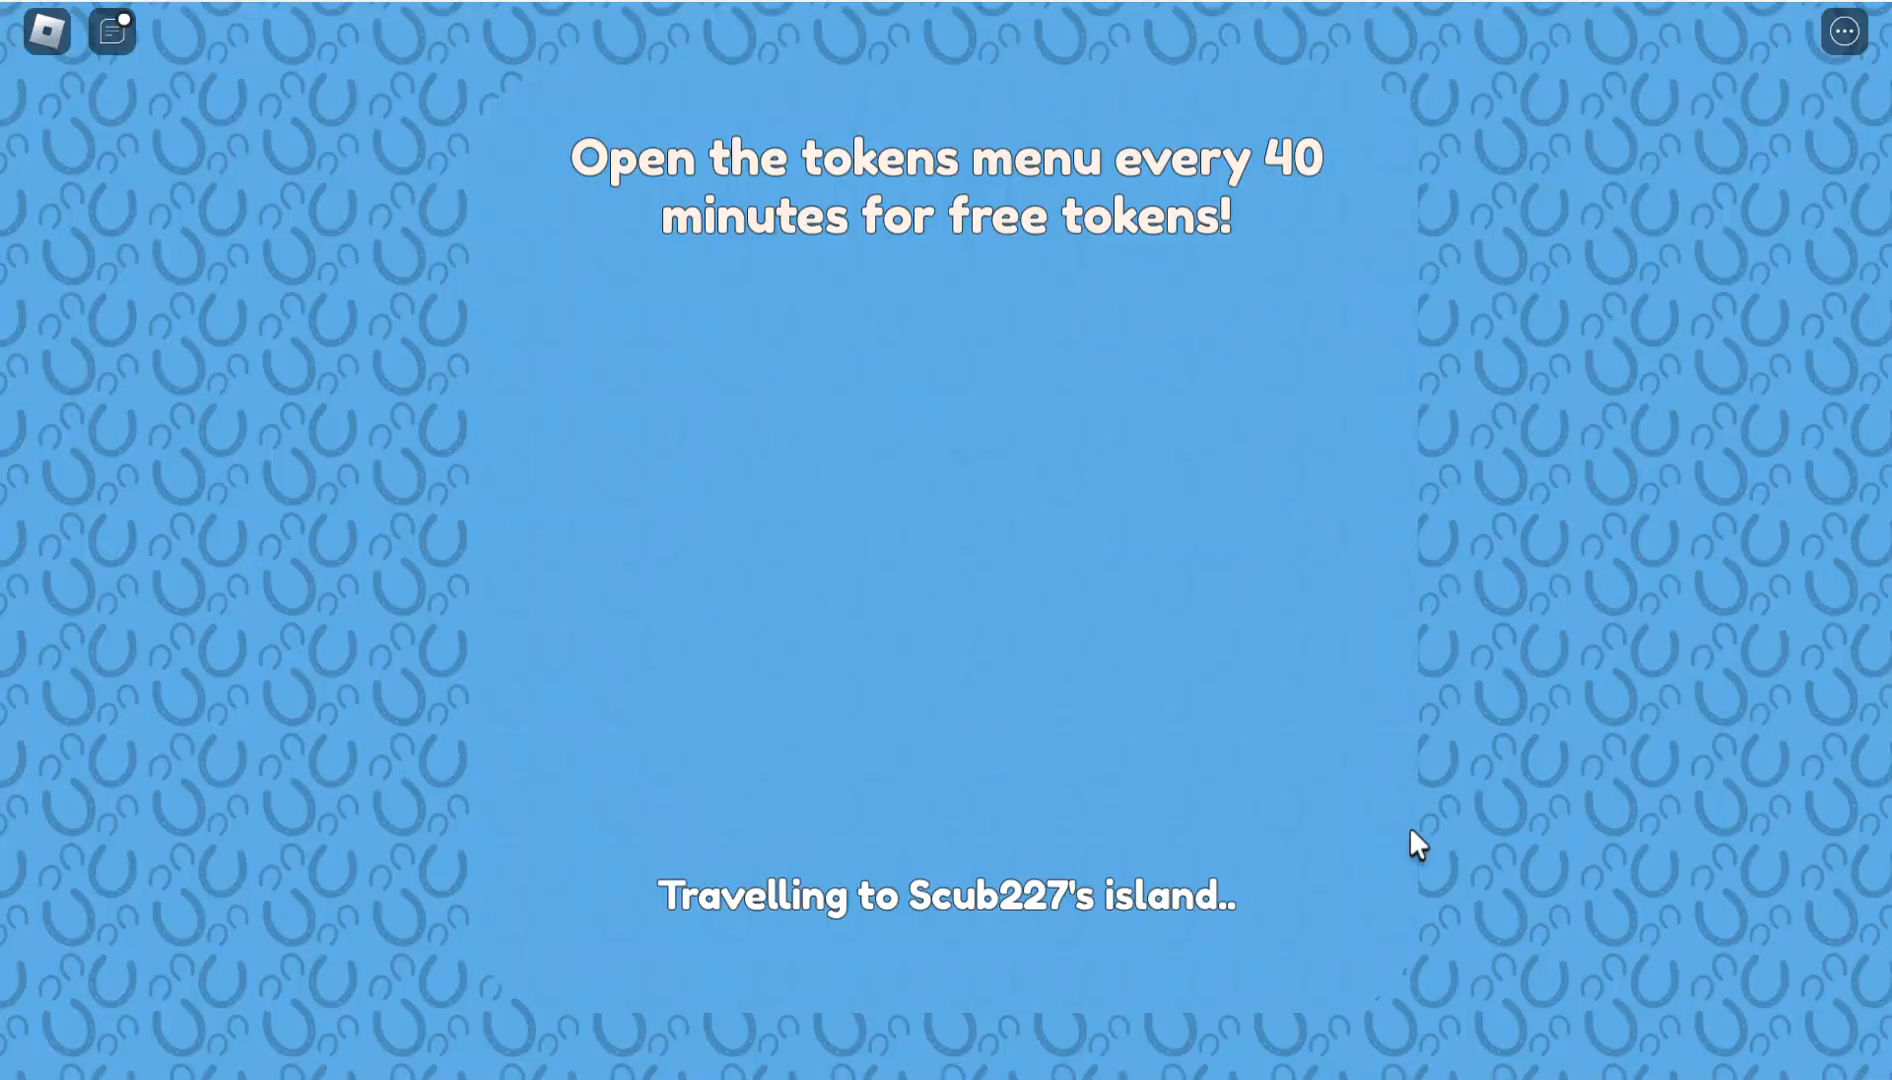 Open the tokens menu every 40
minutes for free tokens!
Travelling to Scub227's island..